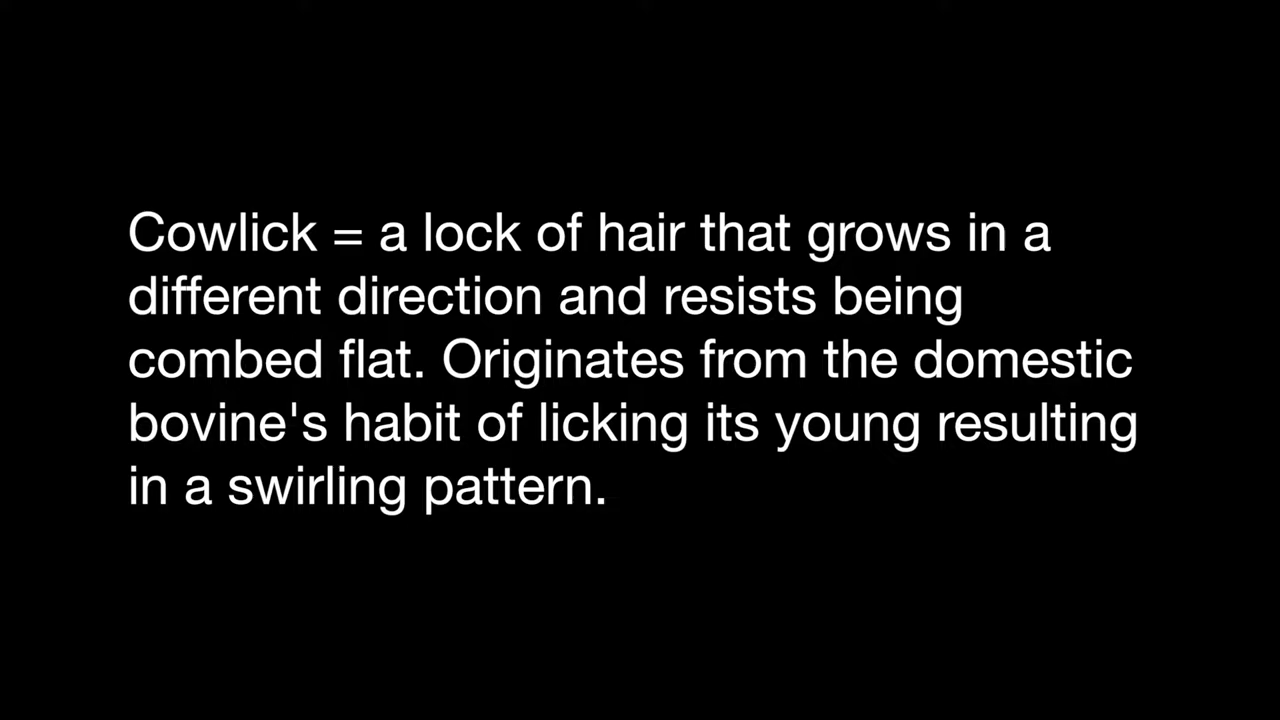 Cowlick = a lock of hair that grows in a
different direction and resists being
combed flat. Originates from the domestic
bovine's habit of licking its young resulting
in a swirling pattern.